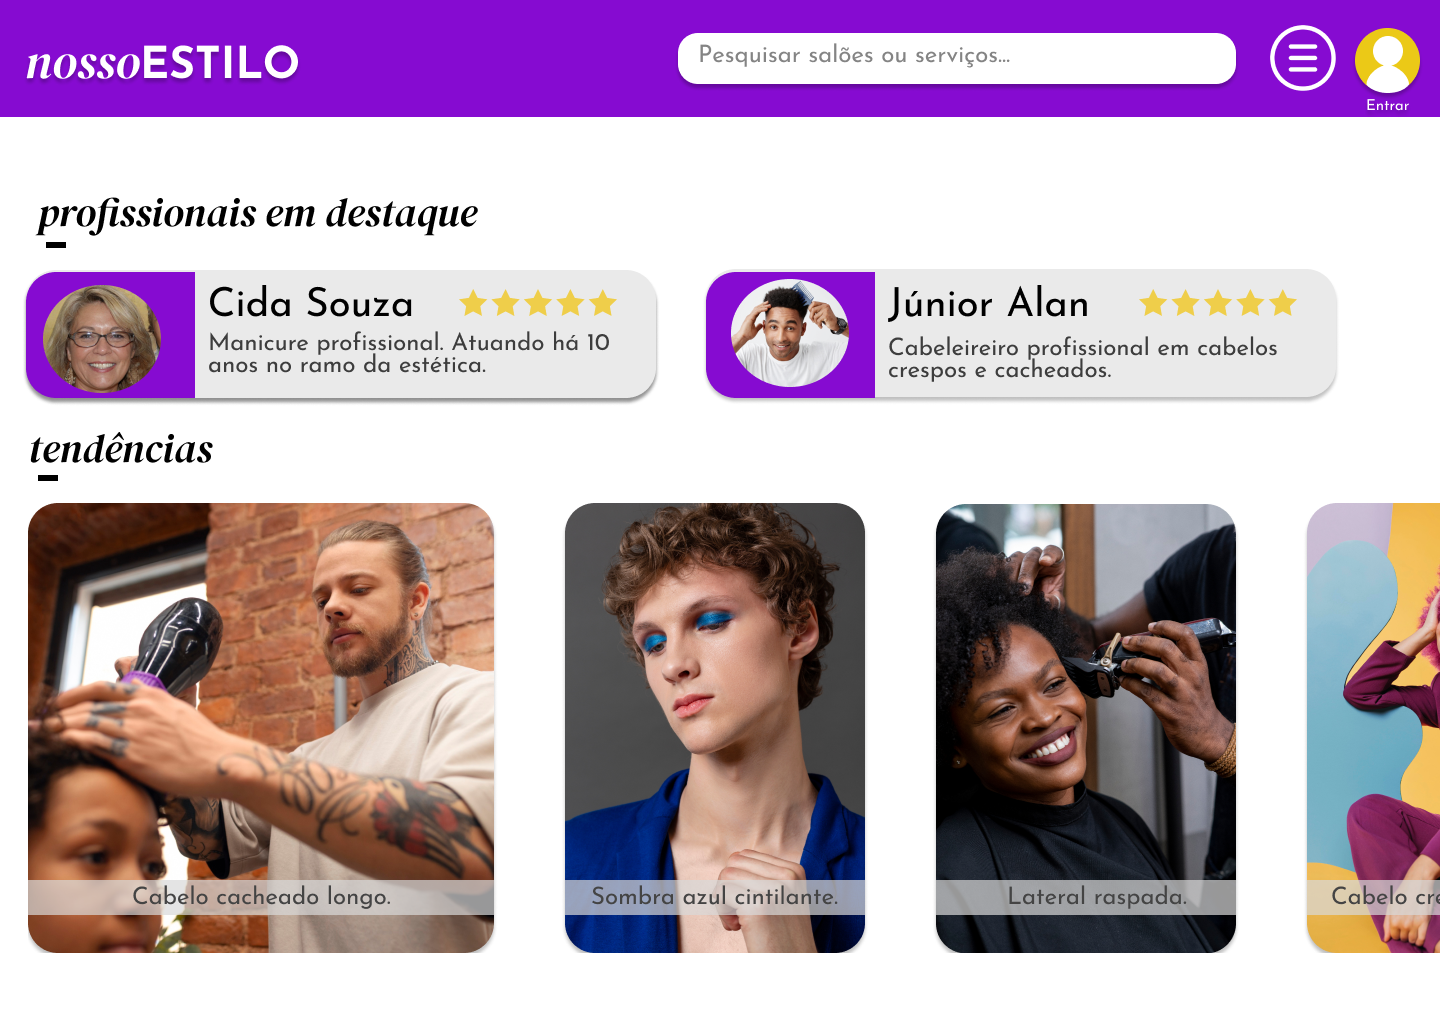 nossoESTILO
Pesquisar salões ou serviços...
Entrar
profissionais em destaque
Cida Souza
Manicure profissional. Atuando há 10
anos no ramo da estética.
Júnior Alan
Cabeleireiro profissional em cabelos
crespos e cacheados.
tendências
Cabelo cacheado longo.
Sombra azul cintilante.
Lateral raspada.
Cabelo cre